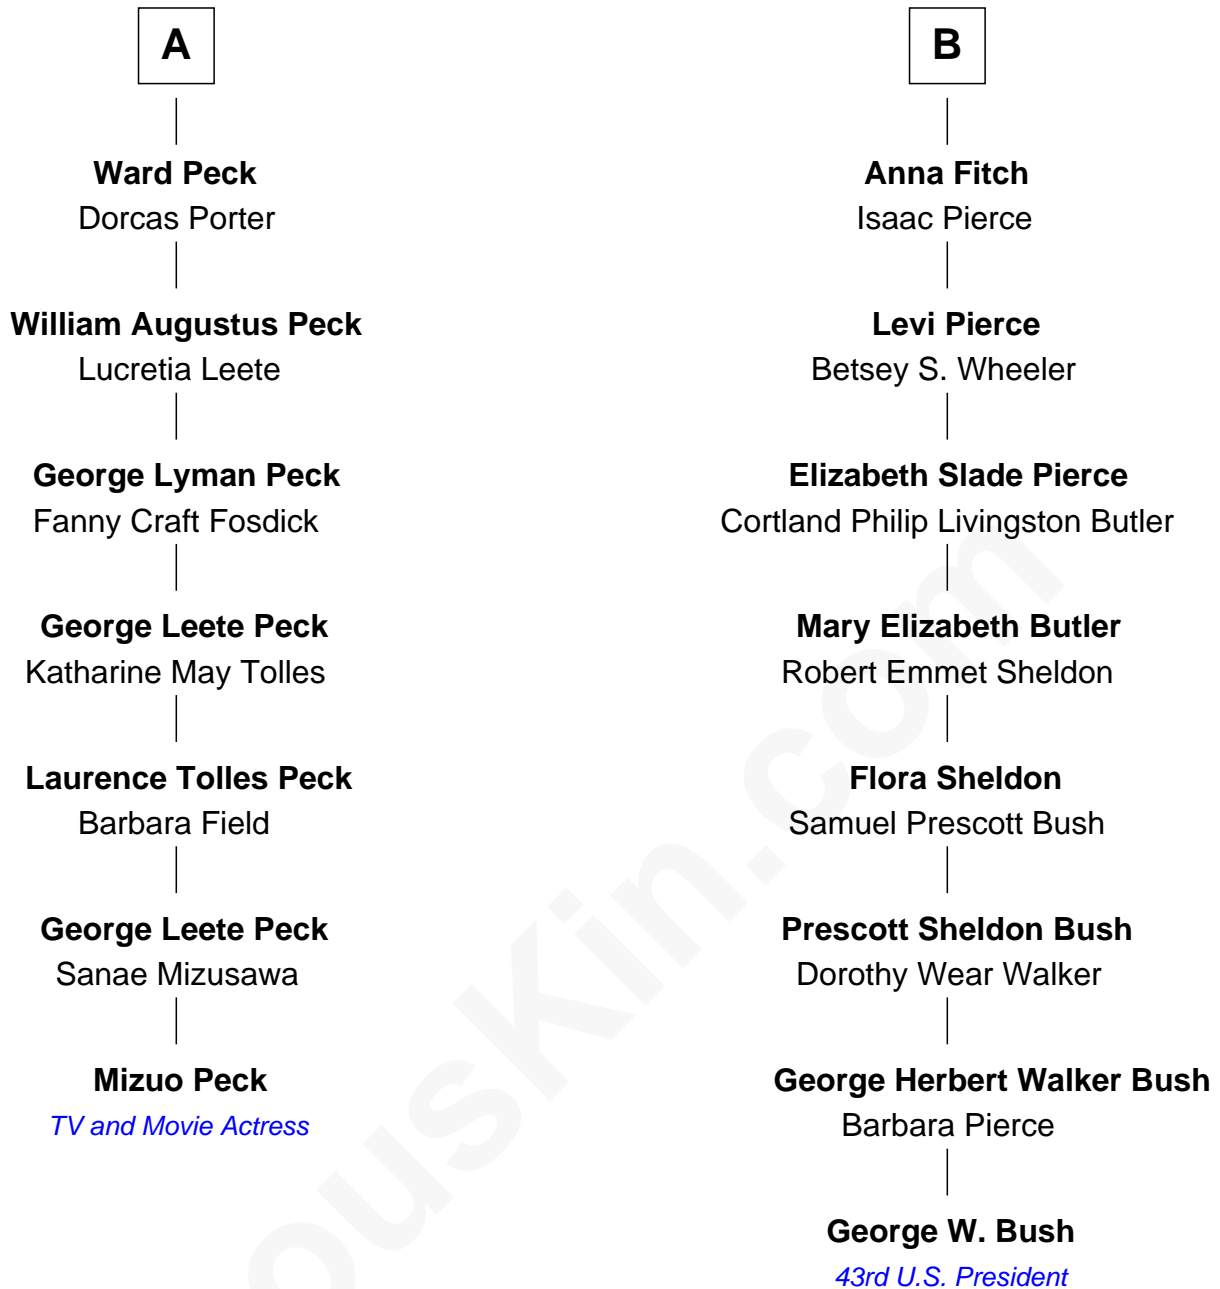 A
Ward Peck
Dorcas Porter
William Augustus Peck
Lucretia Leete
George Lyman Peck
Fanny Craft Fosdick
George Leete Peck
Katharine May Tolles
Laurence Tolles Peck
Barbara Field
George Leete Peck
Sanae Mizusawa
Mizuo Peck
TV and Movie Actress
B
Anna Fitch
Isaac Pierce
Levi Pierce
Betsey S. Wheeler
Elizabeth Slade Pierce
Cortland Philip Livingston Butler
Mary Elizabeth Butler
Robert Emmet Sheldon
Flora Sheldon
Samuel Prescott Bush
Prescott Sheldon Bush
Dorothy Wear Walker
George Herbert Walker Bush
Barbara Pierce
George W. Bush
43rd U.S. President
ousKin.com